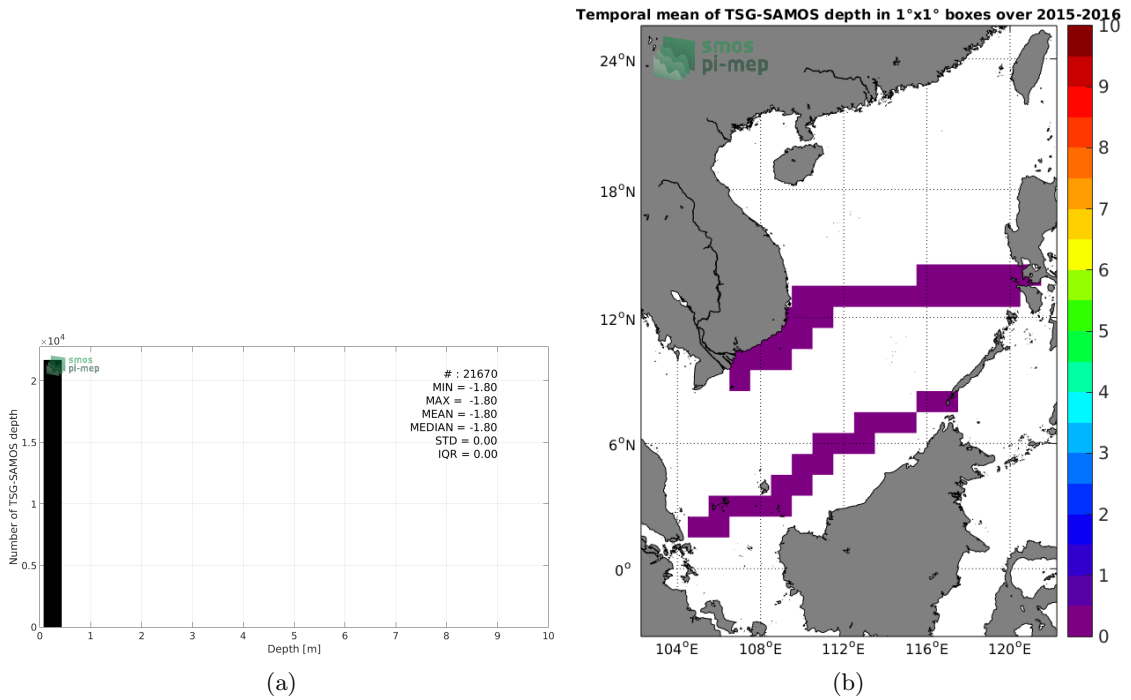 Temporal mean of TSG-SAMOS depth in 1°x1° boxes over 2015-2016
smos
pi-mep
24°N
18°N
12°N
6°N
0°
104°E
108°E
112°E
116°E
120°E
10
9
8
7
6
5
4
3
2
1
0
×10⁴
smos
pi-mep
# : 21670
MIN = -1.80
MAX = -1.80
MEAN = -1.80
MEDIAN = -1.80
STD = 0.00
IQR = 0.00
Number of TSG-SAMOS depth
2
1.5
1
0.5
0
0 1 2 3 4 5 6 7 8 9 10
Depth [m]
(a)
(b)